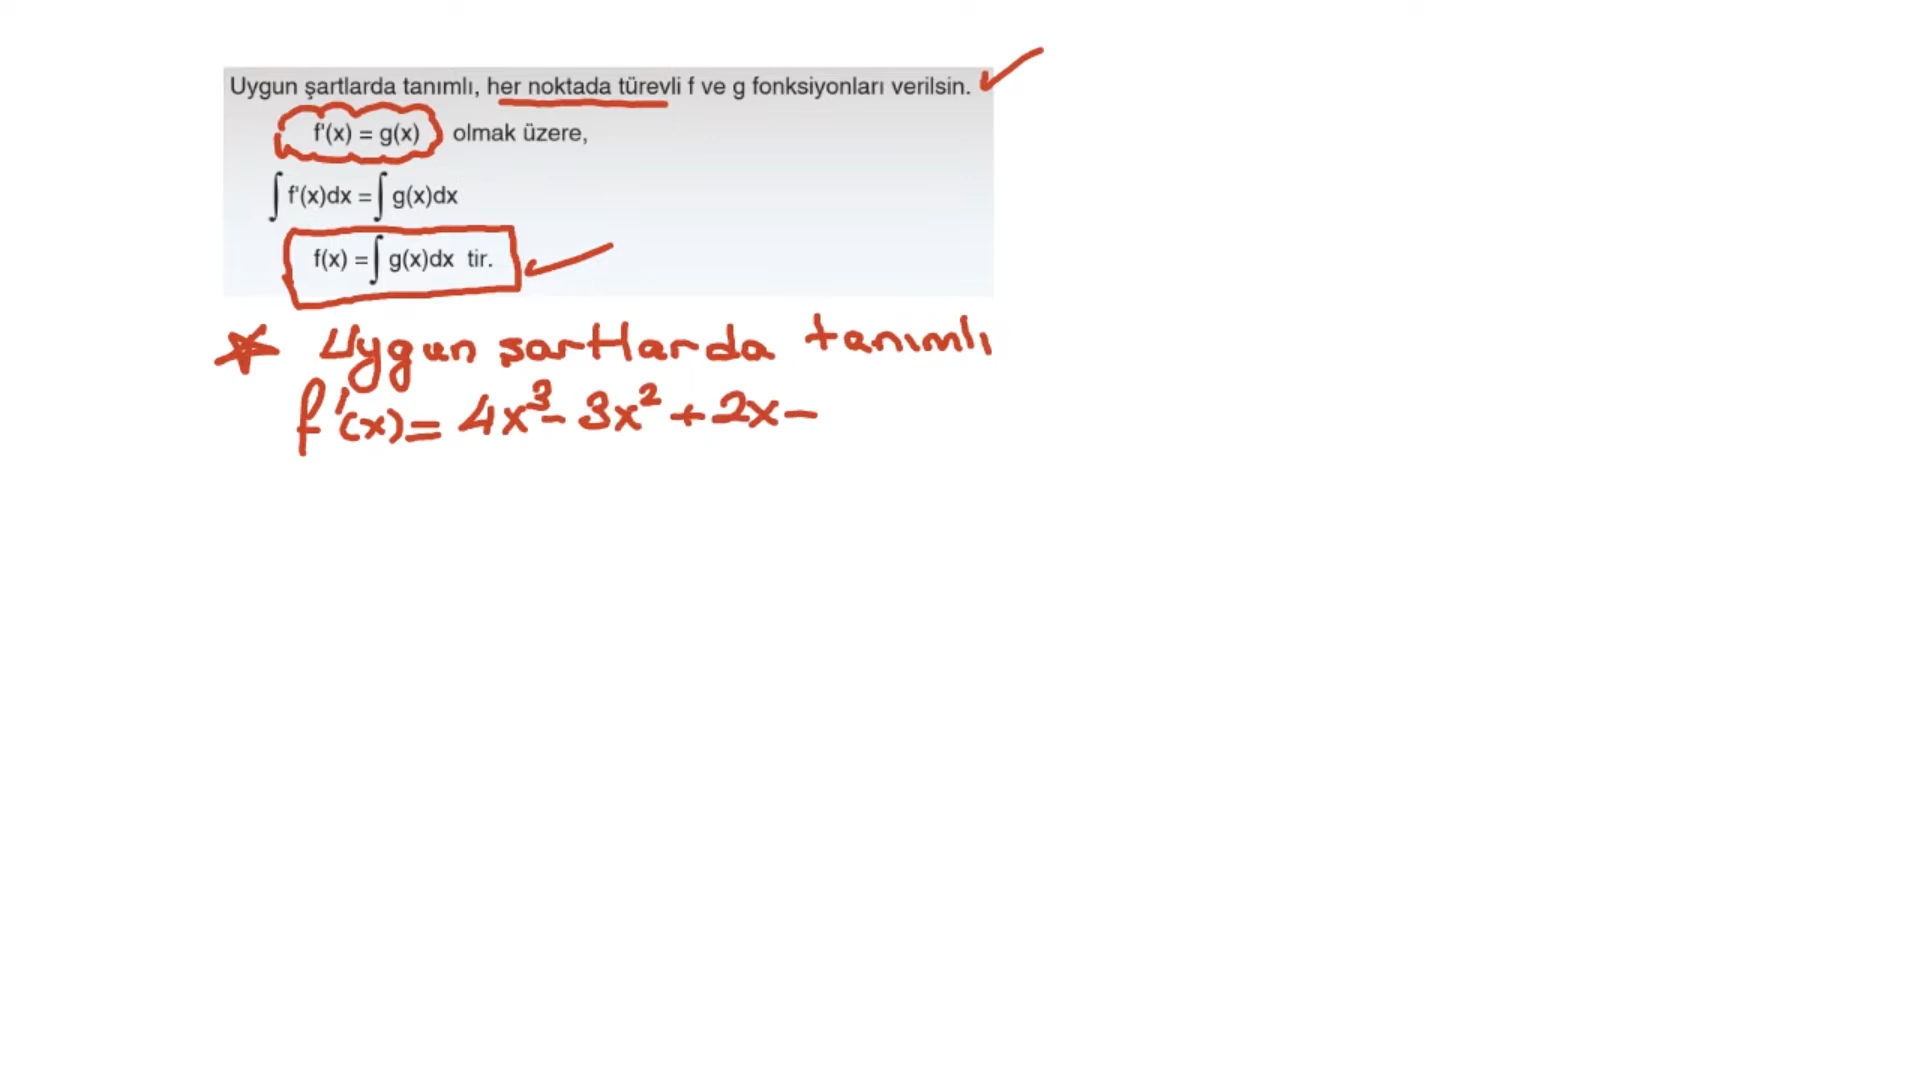 Uygun şartlarda tanımlı, her noktada türevli f ve g fonksiyonları verilsin.
f'(x) = g(x) olmak üzere,
∫ f'(x)dx = ∫ g(x)dx
f(x) = ∫ g(x)dx tir.
Uygun şartlarda tanımlı
f'(x) = 4x³ - 3x² + 2x -